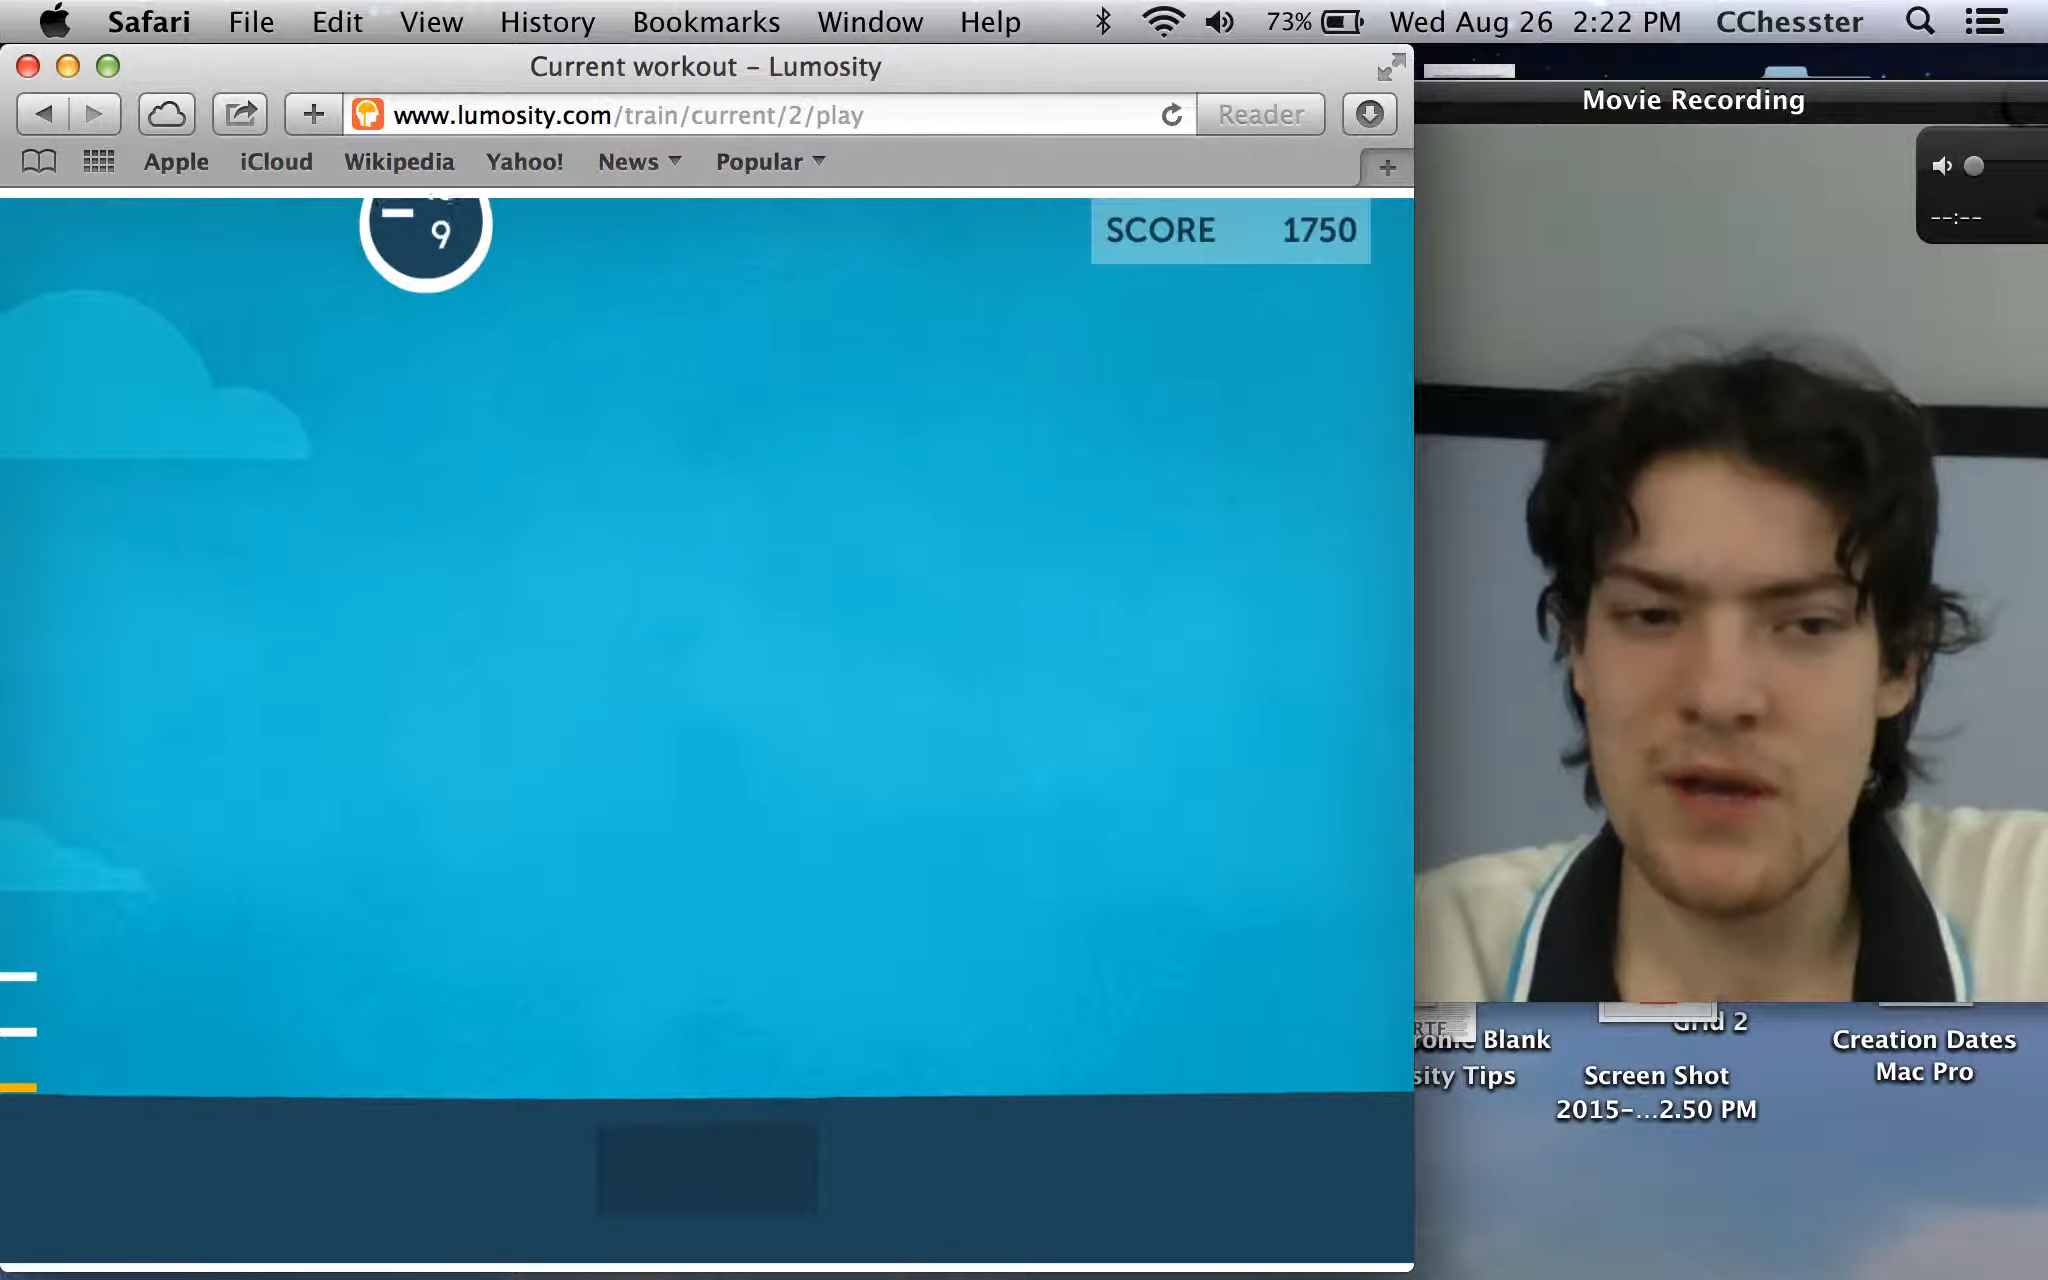 Safari File Edit View History Bookmarks Window Help 73% Wed Aug 26 2:22 PM CChesster
Current workout – Lumosity
www.lumosity.com/train/current/2/play Reader
Apple iCloud Wikipedia Yahoo! News Popular
Movie Recording
--:--
− 9
SCORE 1750
RTF
Blank
sity Tips
Grid 2
Screen Shot
2015-...2.50 PM
Creation Dates
Mac Pro